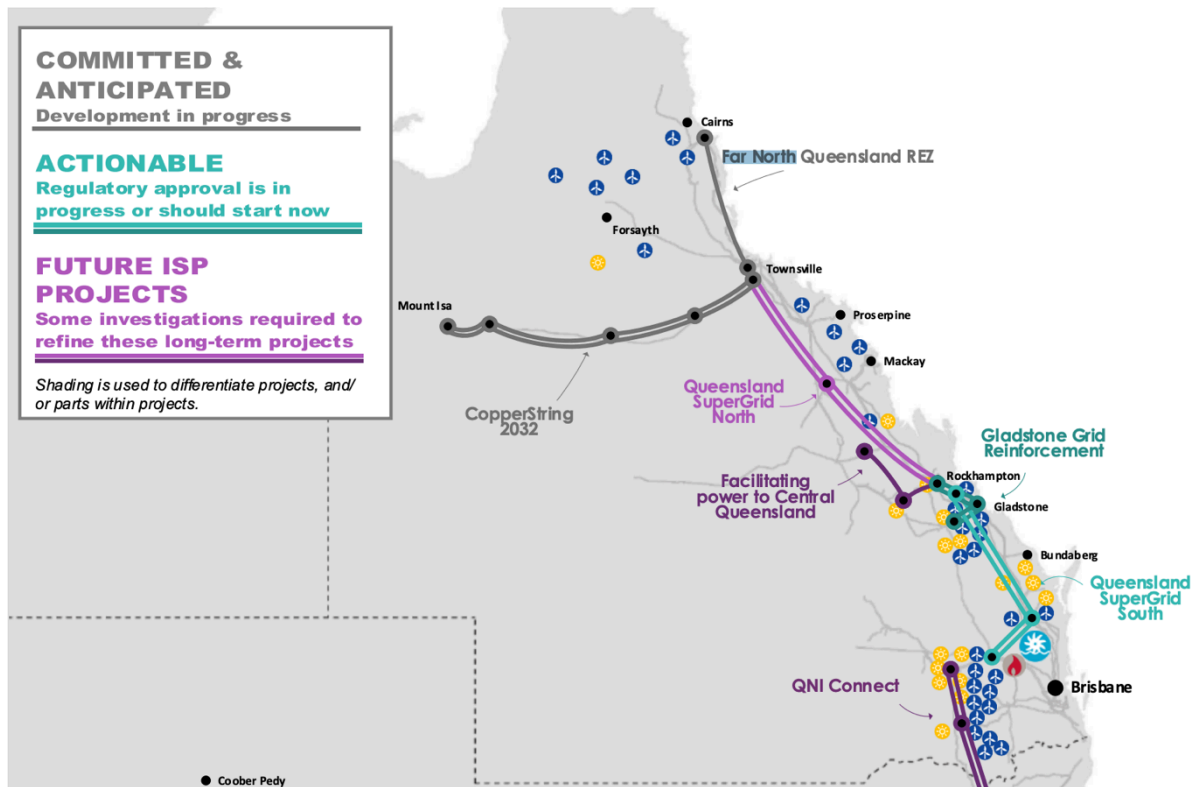 COMMITTED &
ANTICIPATED
Development in progress
ACTIONABLE
Regulatory approval is in
progress or should start now
FUTURE ISP
PROJECTS
Some investigations required to
refine these long-term projects
Shading is used to differentiate projects, and/
or parts within projects.
Cairns
Far North Queensland REZ
Forsayth
Townsville
Mount Isa
Proserpine
Mackay
Queensland
SuperGrid
North
CopperString
2032
Gladstone Grid
Reinforcement
Facilitating
power to Central
Queensland
Rockhampton
Gladstone
Bundaberg
Queensland
SuperGrid
South
QNI Connect
Brisbane
Coober Pedy